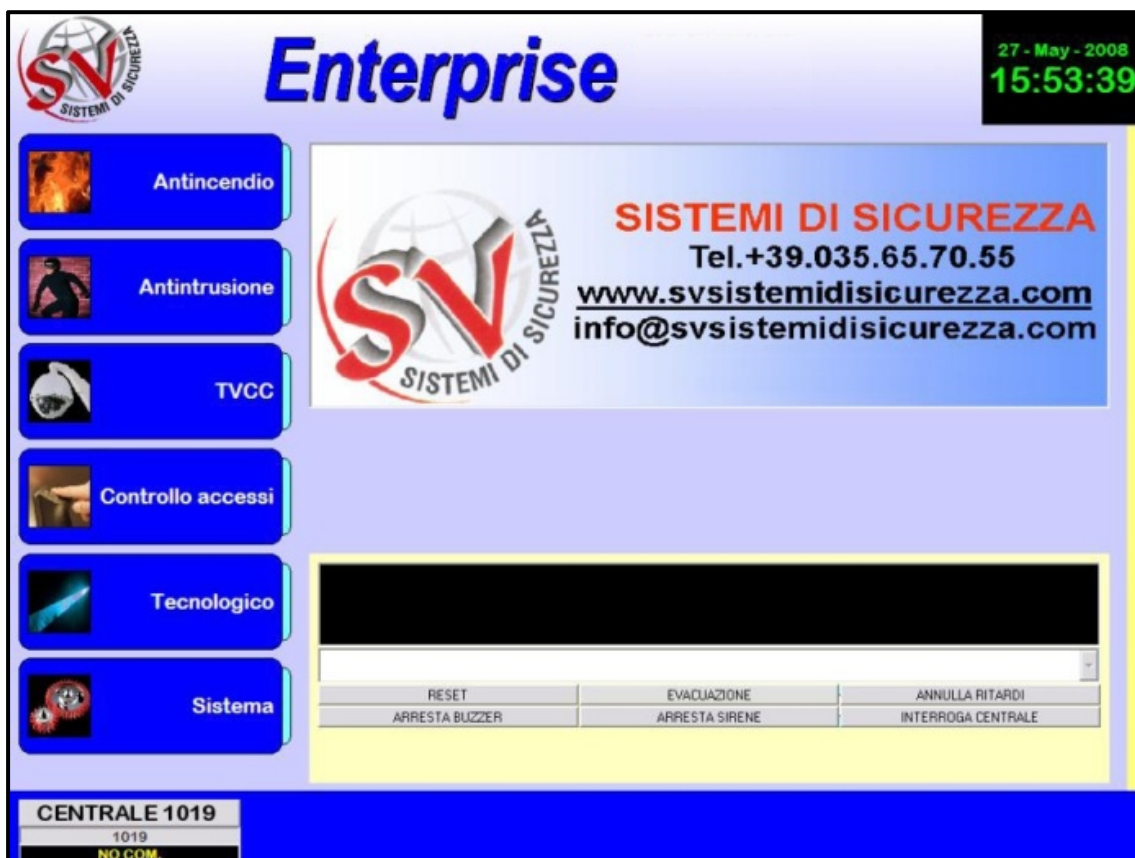 SV SISTEMI DI SICUREZZA
Enterprise
27 - May - 2008
15:53:39
Antincendio
Antintrusione
TVCC
Controllo accessi
Tecnologico
Sistema
SV SISTEMI DI SICUREZZA
SISTEMI DI SICUREZZA
Tel.+39.035.65.70.55
www.svsistemidisicurezza.com
info@svsistemidisicurezza.com
RESET EVACUAZIONE ANNULLA RITARDI
ARRESTA BUZZER ARRESTA SIRENE INTERROGA CENTRALE
CENTRALE 1019
1019
NO COM.